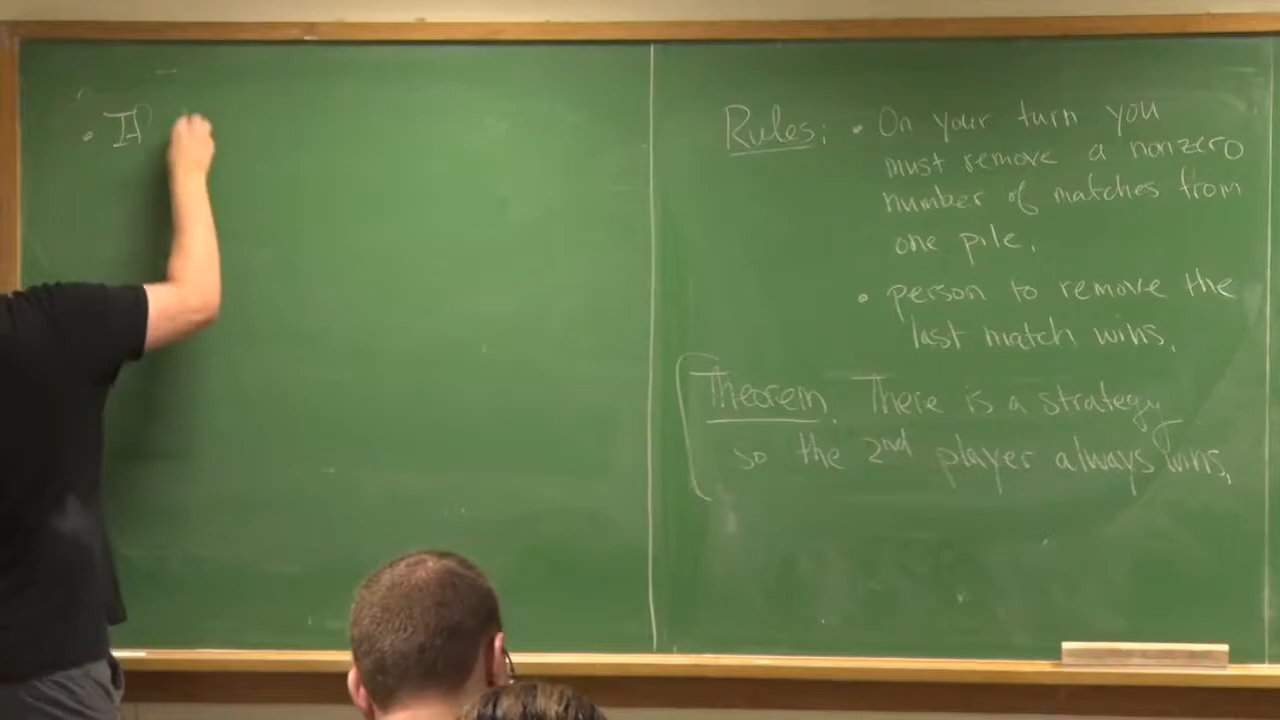 • IP
Rules: • On your turn you
must remove a nonzero
number of matches from
one pile.
• person to remove the
last match wins.
Theorem. There is a strategy
so the 2nd player always wins.